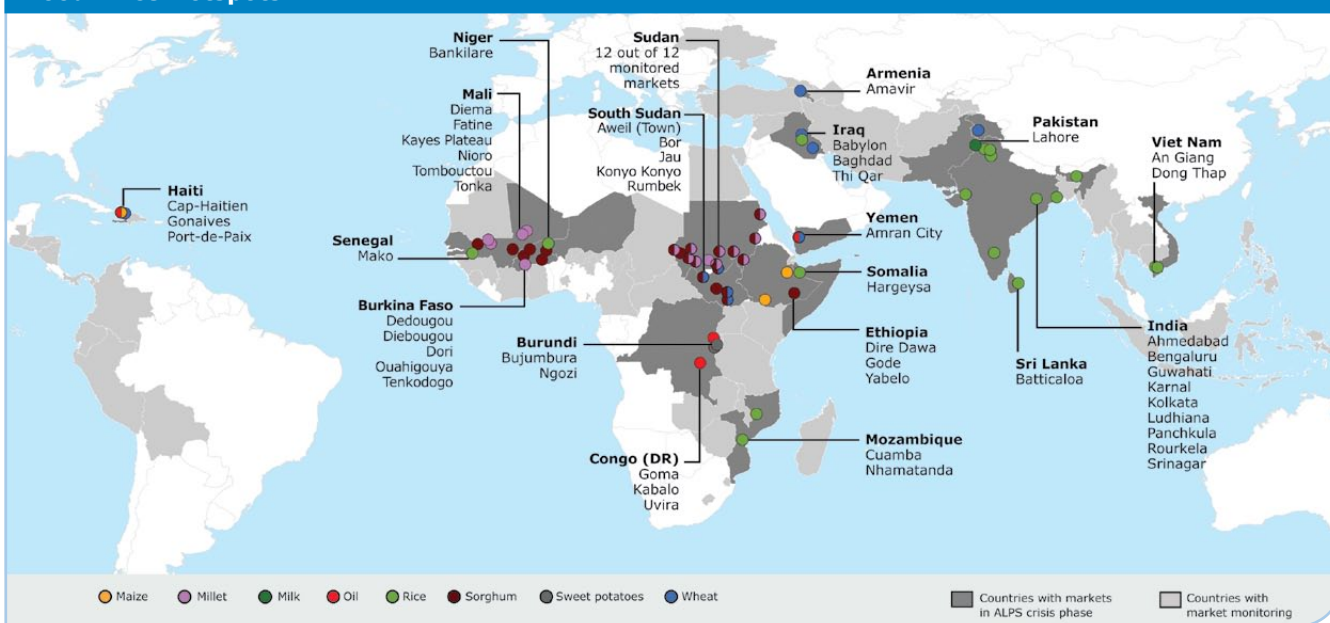 Niger
Bankilare
Sudan
12 out of 12
monitored
markets
Mali
Diema
Fatine
Kayes Plateau
Nioro
Tombouctou
Tonka
South Sudan
Aweil (Town)
Bor
Jau
Konyo Konyo
Rumbek
Armenia
Amavir
Iraq
Babylon
Baghdad
Thi Qar
Pakistan
Lahore
Viet Nam
An Giang
Dong Thap
Haiti
Cap-Haitien
Gonaives
Port-de-Paix
Senegal
Mako
Yemen
Amran City
Somalia
Hargeysa
Burkina Faso
Dedougou
Diebougou
Dori
Ouahigouya
Tenkodogo
Burundi
Bujumbura
Ngozi
Ethiopia
Dire Dawa
Gode
Yabelo
Sri Lanka
Batticaloa
India
Ahmedabad
Bengaluru
Guwahati
Karnal
Kolkata
Ludhiana
Panchkula
Rourkela
Srinagar
Congo (DR)
Goma
Kabalo
Uvira
Mozambique
Cuamba
Nhamatanda
Maize
Millet
Milk
Oil
Rice
Sorghum
Sweet potatoes
Wheat
Countries with markets
in ALPS crisis phase
Countries with
market monitoring